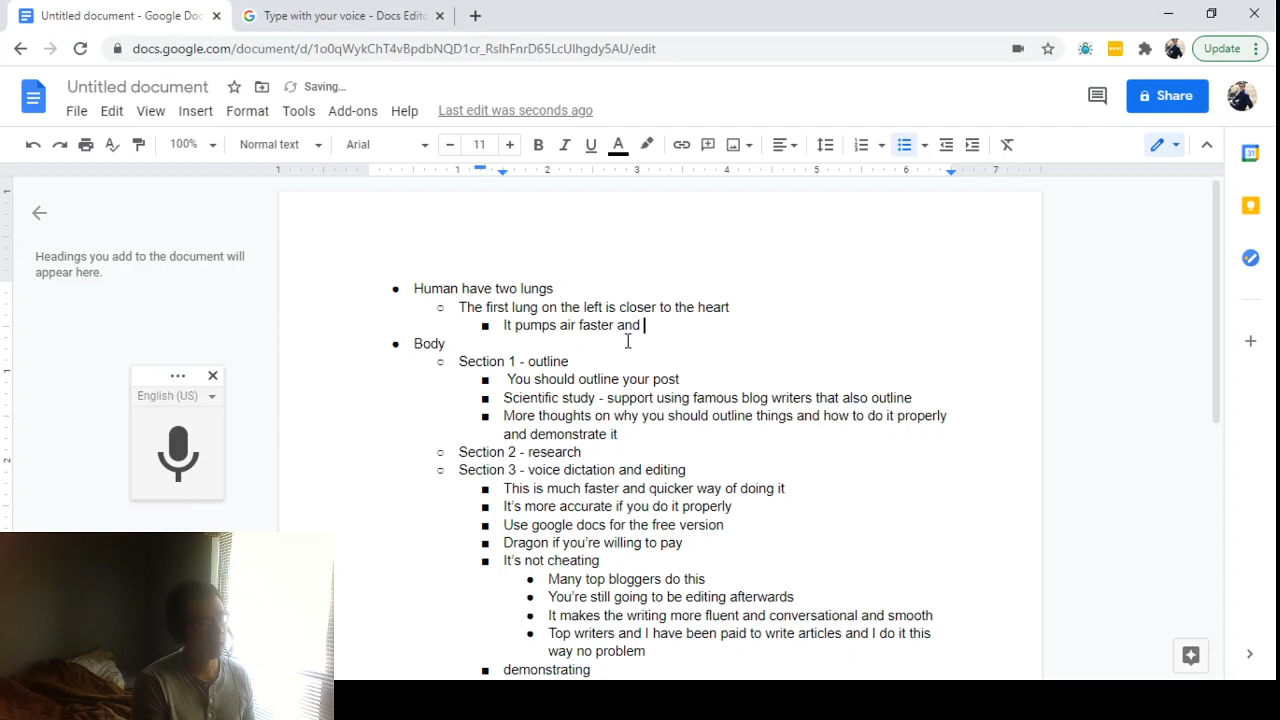 Untitled document - Google Doc
Type with your voice - Docs Edito
docs.google.com/document/d/1o0qWykChT4vBpdbNQD1cr_RslhFnrD65LcUlhgdy5AU/edit
Update
Untitled document
Saving...
File Edit View Insert Format Tools Add-ons Help Last edit was seconds ago
Share
100% Normal text Arial 11 B I U A
1 1 2 3 4 5 6 7
Headings you add to the document will
appear here.
English (US)
Human have two lungs
The first lung on the left is closer to the heart
It pumps air faster and
Body
Section 1 - outline
You should outline your post
Scientific study - support using famous blog writers that also outline
More thoughts on why you should outline things and how to do it properly
and demonstrate it
Section 2 - research
Section 3 - voice dictation and editing
This is much faster and quicker way of doing it
It's more accurate if you do it properly
Use google docs for the free version
Dragon if you're willing to pay
It's not cheating
Many top bloggers do this
You're still going to be editing afterwards
It makes the writing more fluent and conversational and smooth
Top writers and I have been paid to write articles and I do it this
way no problem
demonstrating